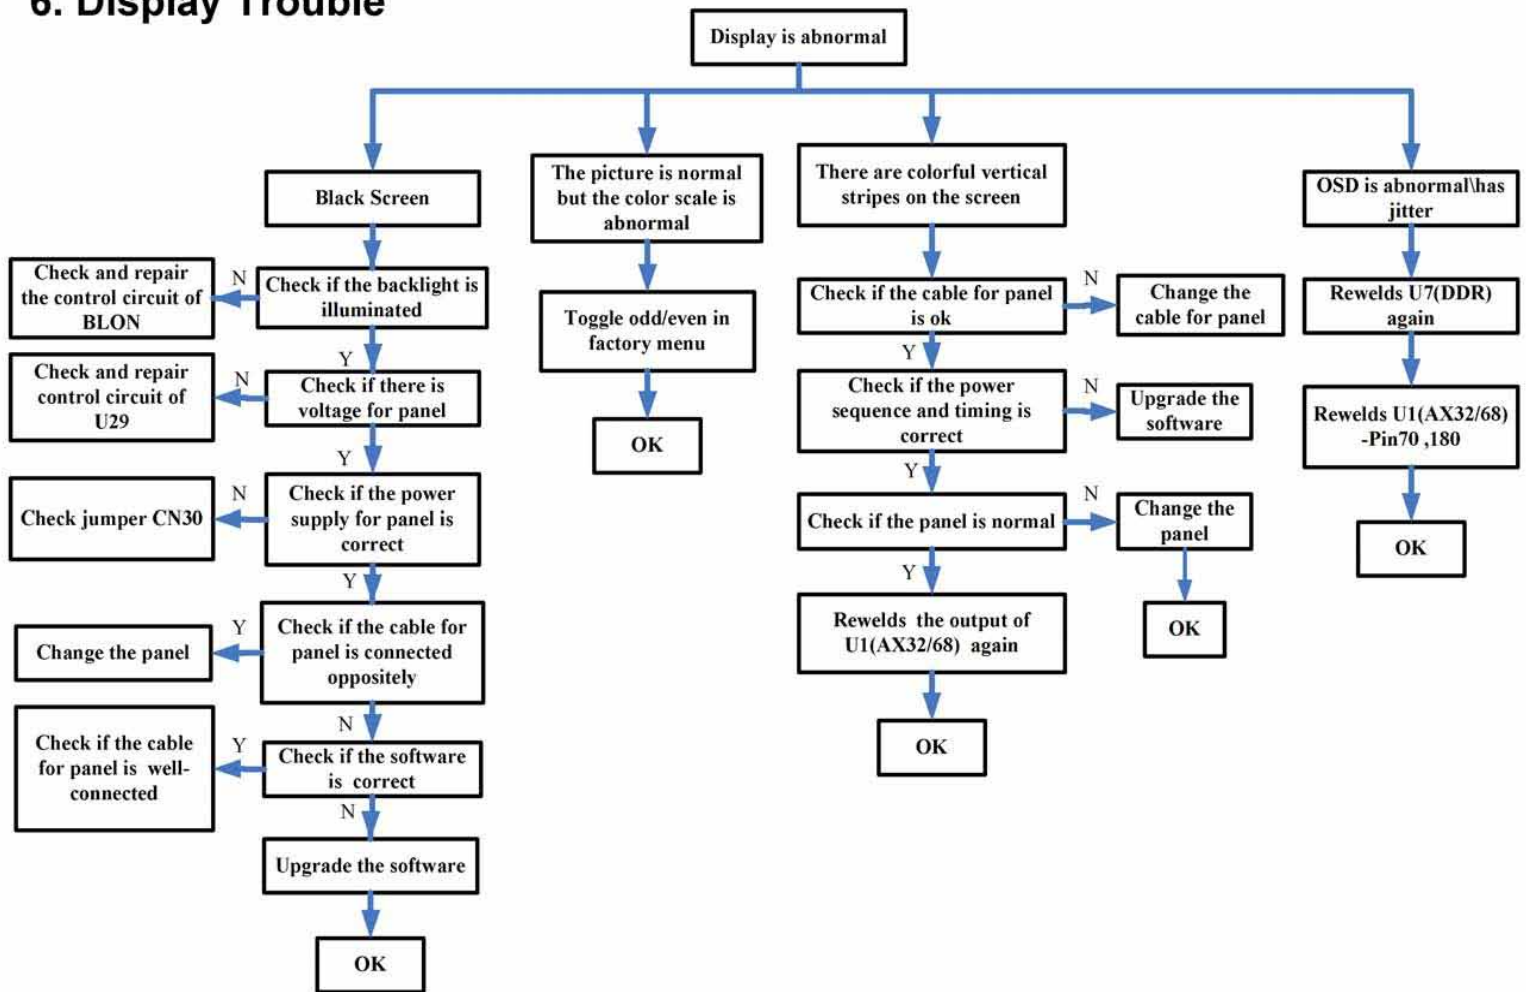 6. Display Trouble
Display is abnormal
Black Screen
Check if the backlight is
illuminated
N
Check and repair
the control circuit of
BLON
Y
Check if there is
voltage for panel
N
Check and repair
control circuit of
U29
Y
Check if the power
supply for panel is
correct
N
Check jumper CN30
Y
Check if the cable for
panel is connected
oppositely
Y
Change the panel
N
Check if the software
is correct
Y
Check if the cable
for panel is well-
connected
N
Upgrade the software
OK
The picture is normal
but the color scale is
abnormal
Toggle odd/even in
factory menu
OK
There are colorful vertical
stripes on the screen
Check if the cable for panel
is ok
N
Change the
cable for panel
Y
Check if the power
sequence and timing is
correct
N
Upgrade the
software
Y
Check if the panel is normal
N
Change the
panel
OK
Y
Rewelds the output of
U1(AX32/68) again
OK
OSD is abnormal\has
jitter
Rewelds U7(DDR)
again
Rewelds U1(AX32/68)
-Pin70 ,180
OK